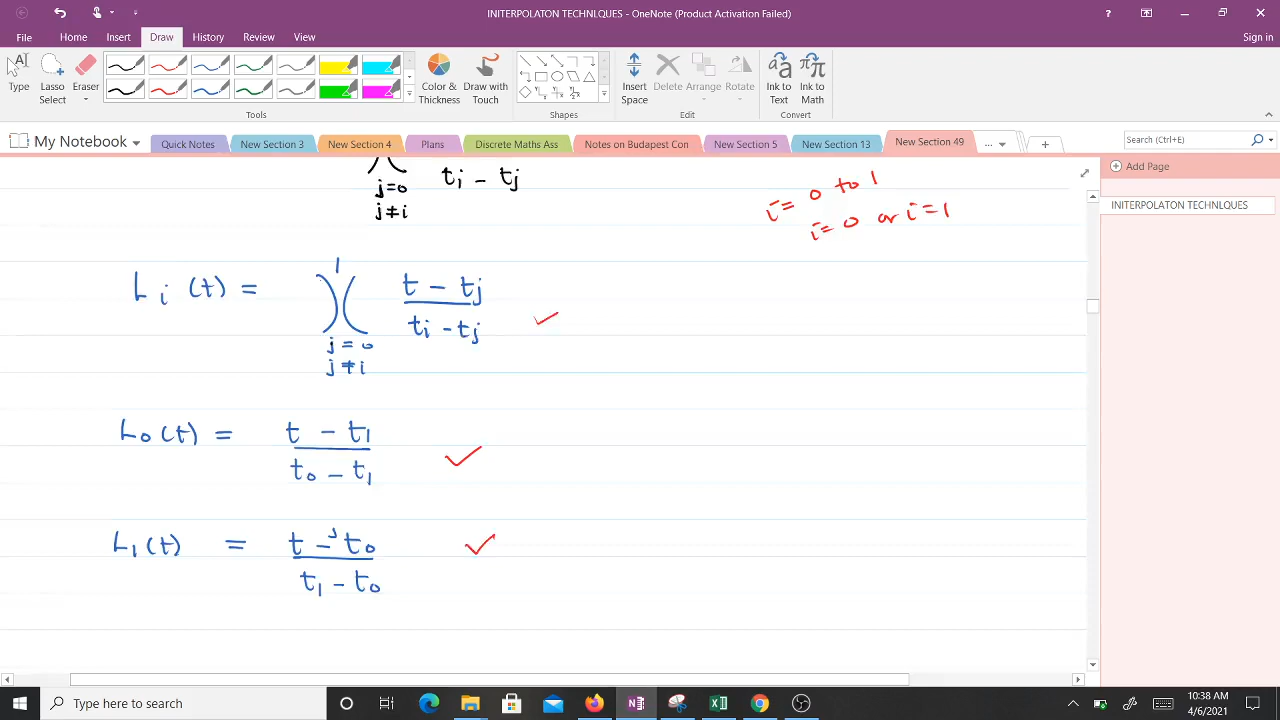 INITERPOLATON TECHNLQUES - OneNote (Product Activation Failed)
File Home Insert Draw History Review View Sign in
Type Lasso Select Eraser Color & Thickness Draw with Touch Insert Space Delete Arrange Rotate Ink to Text Ink to Math
Tools Shapes Edit Convert
My Notebook Quick Notes New Section 3 New Section 4 Plans Discrete Maths Ass Notes on Budapest Con New Section 5 New Section 13 New Section 49 ... Search (Ctrl+E)
Add Page
INITERPOLATON TECHNLQUES
j=0 ti - tj
j≠i
i= 0 to 1
i= 0 or i=1
1
Li (t) = )( t - tj
ti - tj
j = 0
j ≠ i
L0(t) = t - t1
t0 - t1
L1(t) = t - t0
t1 - t0
Type here to search
10:38 AM
4/6/2021